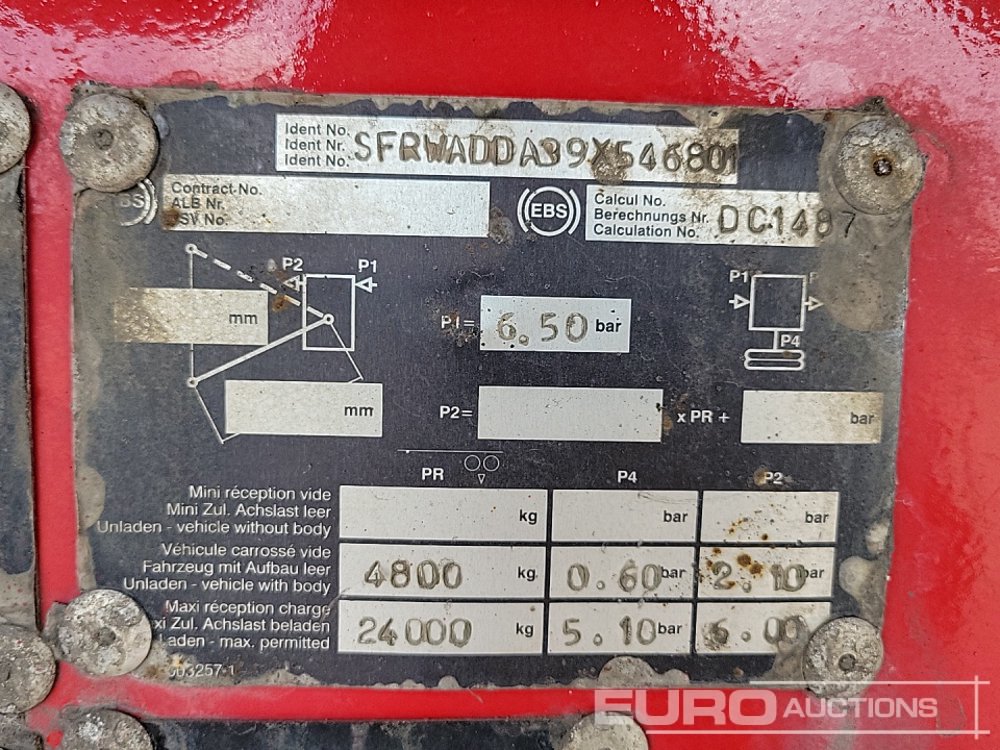 Ident No.
Ident Nr.
Ident No. SFRWADDA39X546801
Contract-No.
ALB Nr.
SV No.
EBS
Calcul No.
Berechnungs Nr.
Calculation No. DC1487
P2 P1
mm
mm
P1= 6.50 bar
P1
P4
P2= x PR + bar
PR P4 P2
Mini réception vide
Mini Zul. Achslast leer
Unladen - vehicle without body
kg bar bar
Véhicule carrossé vide
Fahrzeug mit Aufbau leer
Unladen - vehicle with body
4800 kg 0.60 bar 2.10 bar
Maxi réception charge
Zul. Achslast beladen
Laden - max. permitted
24000 kg 5.10 bar 6.00
EURO AUCTIONS